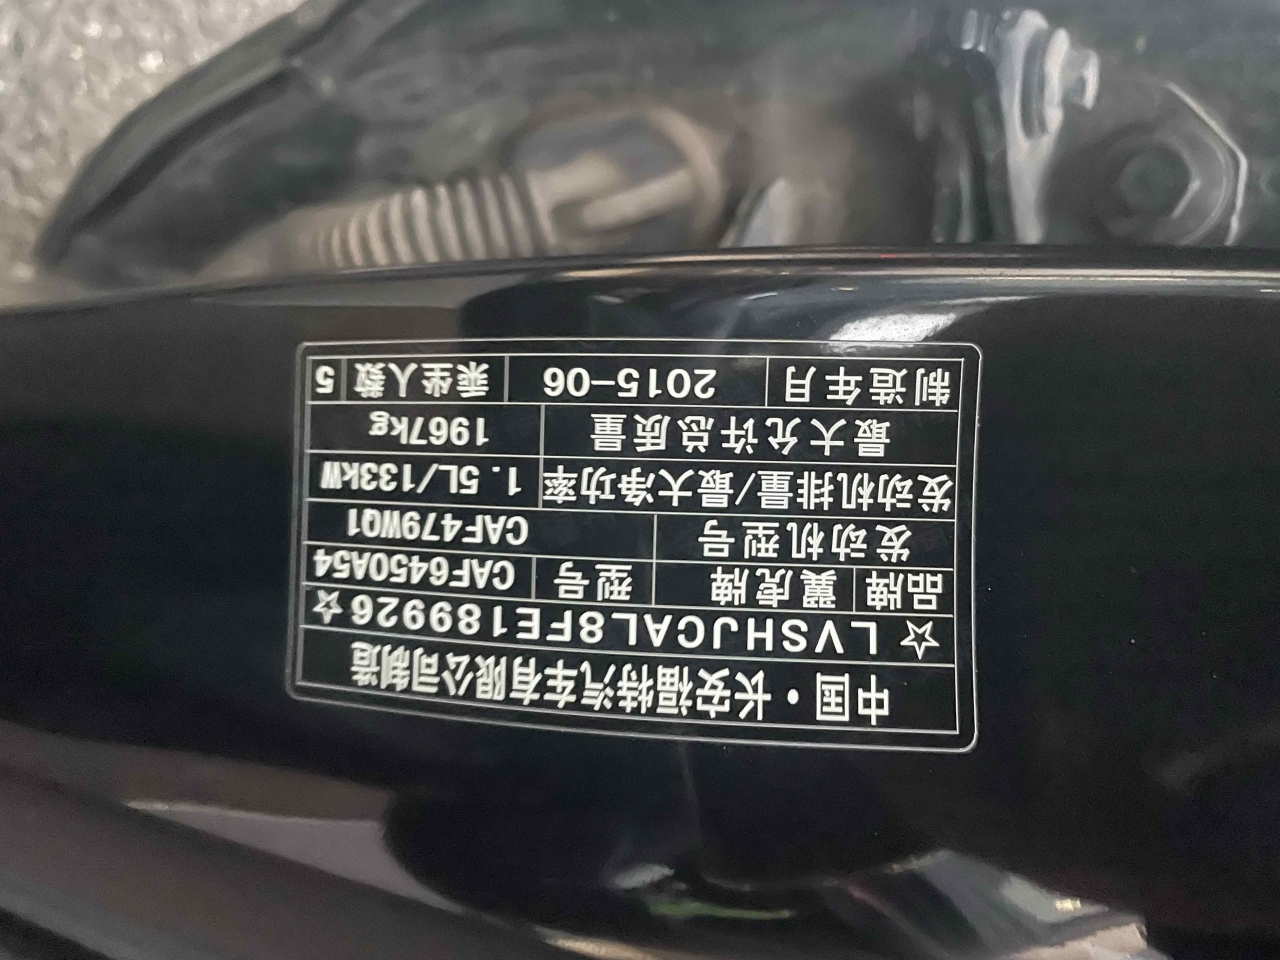 中国·长安福特汽车有限公司制造
☆LVSHJCAL8FE189926☆
品牌 翼虎牌 型号 CAF6450A54
发动机型号 CAF479WQ1
发动机排量/最大净功率 1.5L/133kW
最大允许总质量 1967kg
制造年月 2015-06 乘坐人数 5